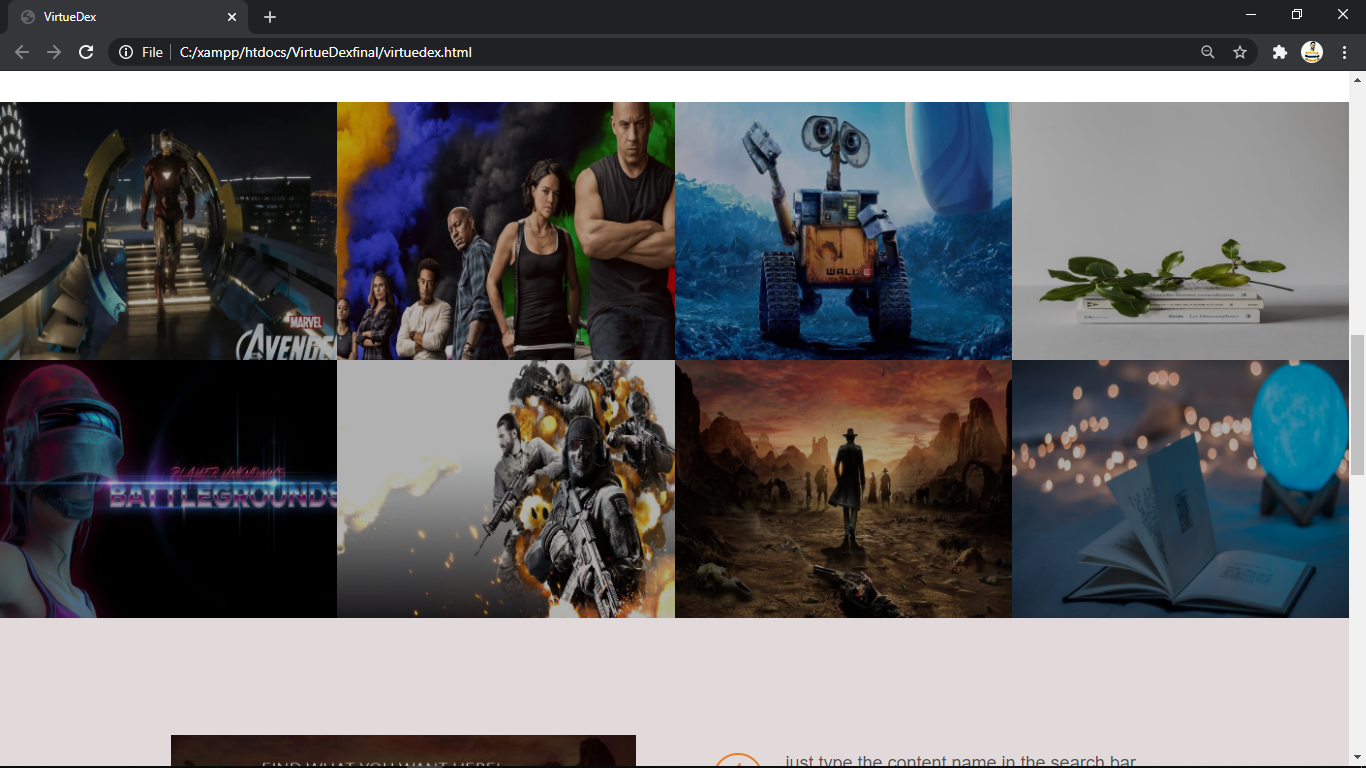 VirtueDex
File
C:/xampp/htdocs/VirtueDexfinal/virtuedex.html
WALL·E
MARVEL
AVENGE
PLAYER UNKNOWN'S
BATTLEGROUNDS
FIND WHAT YOU WANT HERE!
just type the content name in the search bar